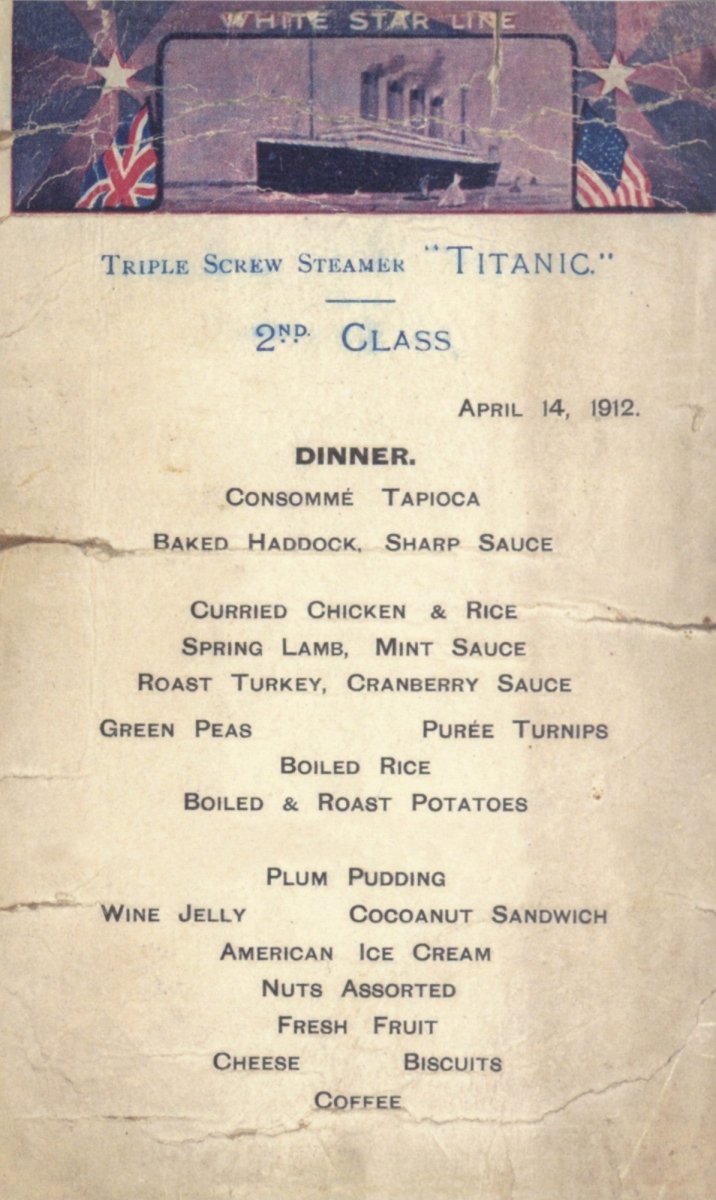 WHITE STAR LINE
TRIPLE SCREW STEAMER "TITANIC."
2ND. CLASS
APRIL 14, 1912.
DINNER.
CONSOMMÉ TAPIOCA
BAKED HADDOCK, SHARP SAUCE
CURRIED CHICKEN & RICE
SPRING LAMB, MINT SAUCE
ROAST TURKEY, CRANBERRY SAUCE
GREEN PEAS PURÉE TURNIPS
BOILED RICE
BOILED & ROAST POTATOES
PLUM PUDDING
WINE JELLY COCOANUT SANDWICH
AMERICAN ICE CREAM
NUTS ASSORTED
FRESH FRUIT
CHEESE BISCUITS
COFFEE